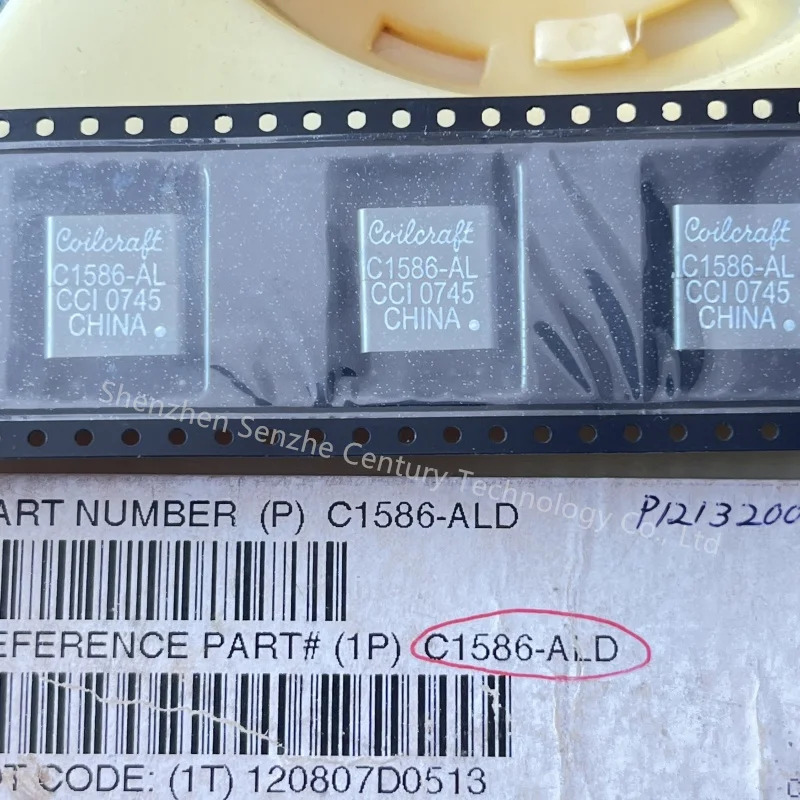 Coilcraft
C1586-AL
CCI 0745
CHINA
Coilcraft
C1586-AL
CCI 0745
CHINA
Coilcraft
C1586-AL
CCI 0745
CHINA
Shenzhen Senzhe Century Technology Co., Ltd
ART NUMBER (P) C1586-ALD
P1213200
EFERENCE PART# (1P) C1586-ALD
OT CODE: (1T) 120807D0513